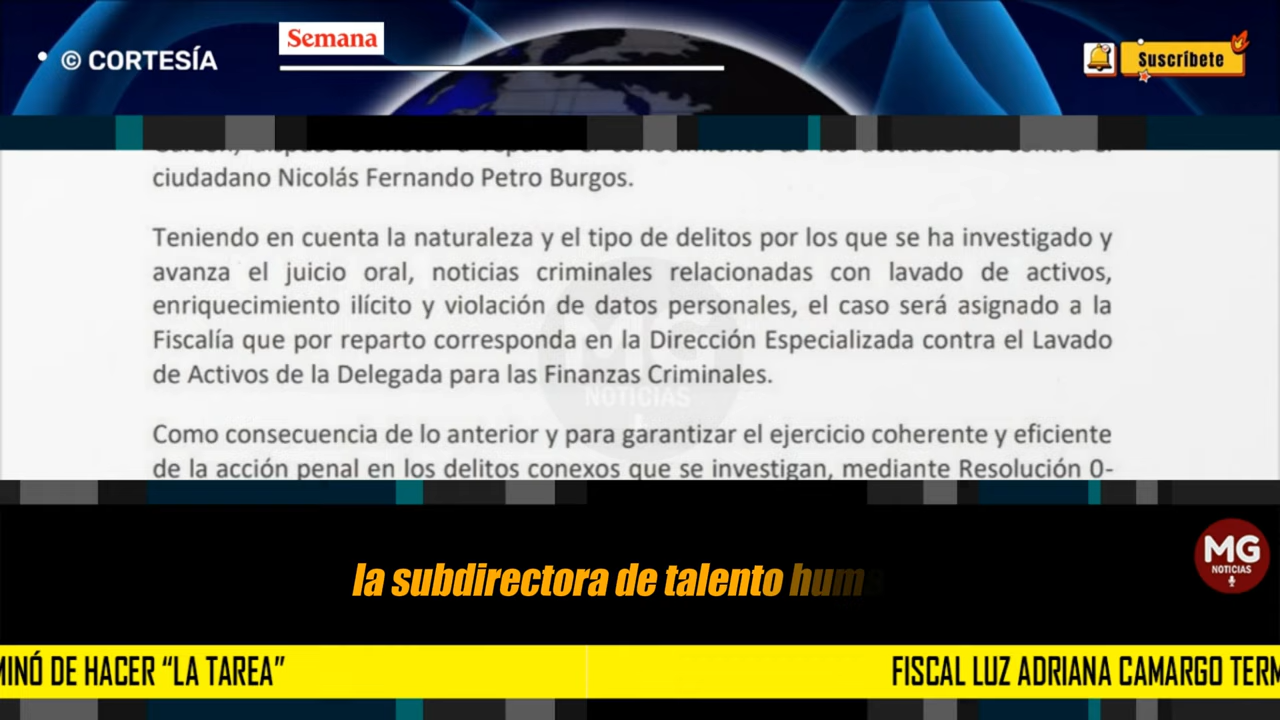 © CORTESÍA
Semana
Suscríbete
ciudadano Nicolás Fernando Petro Burgos.
Teniendo en cuenta la naturaleza y el tipo de delitos por los que se ha investigado y
avanza el juicio oral, noticias criminales relacionadas con lavado de activos,
enriquecimiento ilícito y violación de datos personales, el caso será asignado a la
Fiscalía que por reparto corresponda en la Dirección Especializada contra el Lavado
de Activos de la Delegada para las Finanzas Criminales.
MG
NOTICIAS
Como consecuencia de lo anterior y para garantizar el ejercicio coherente y eficiente
de la acción penal en los delitos conexos que se investigan, mediante Resolución 0-
MG
NOTICIAS
la subdirectora de talento hum
MINÓ DE HACER “LA TAREA”
FISCAL LUZ ADRIANA CAMARGO TERM